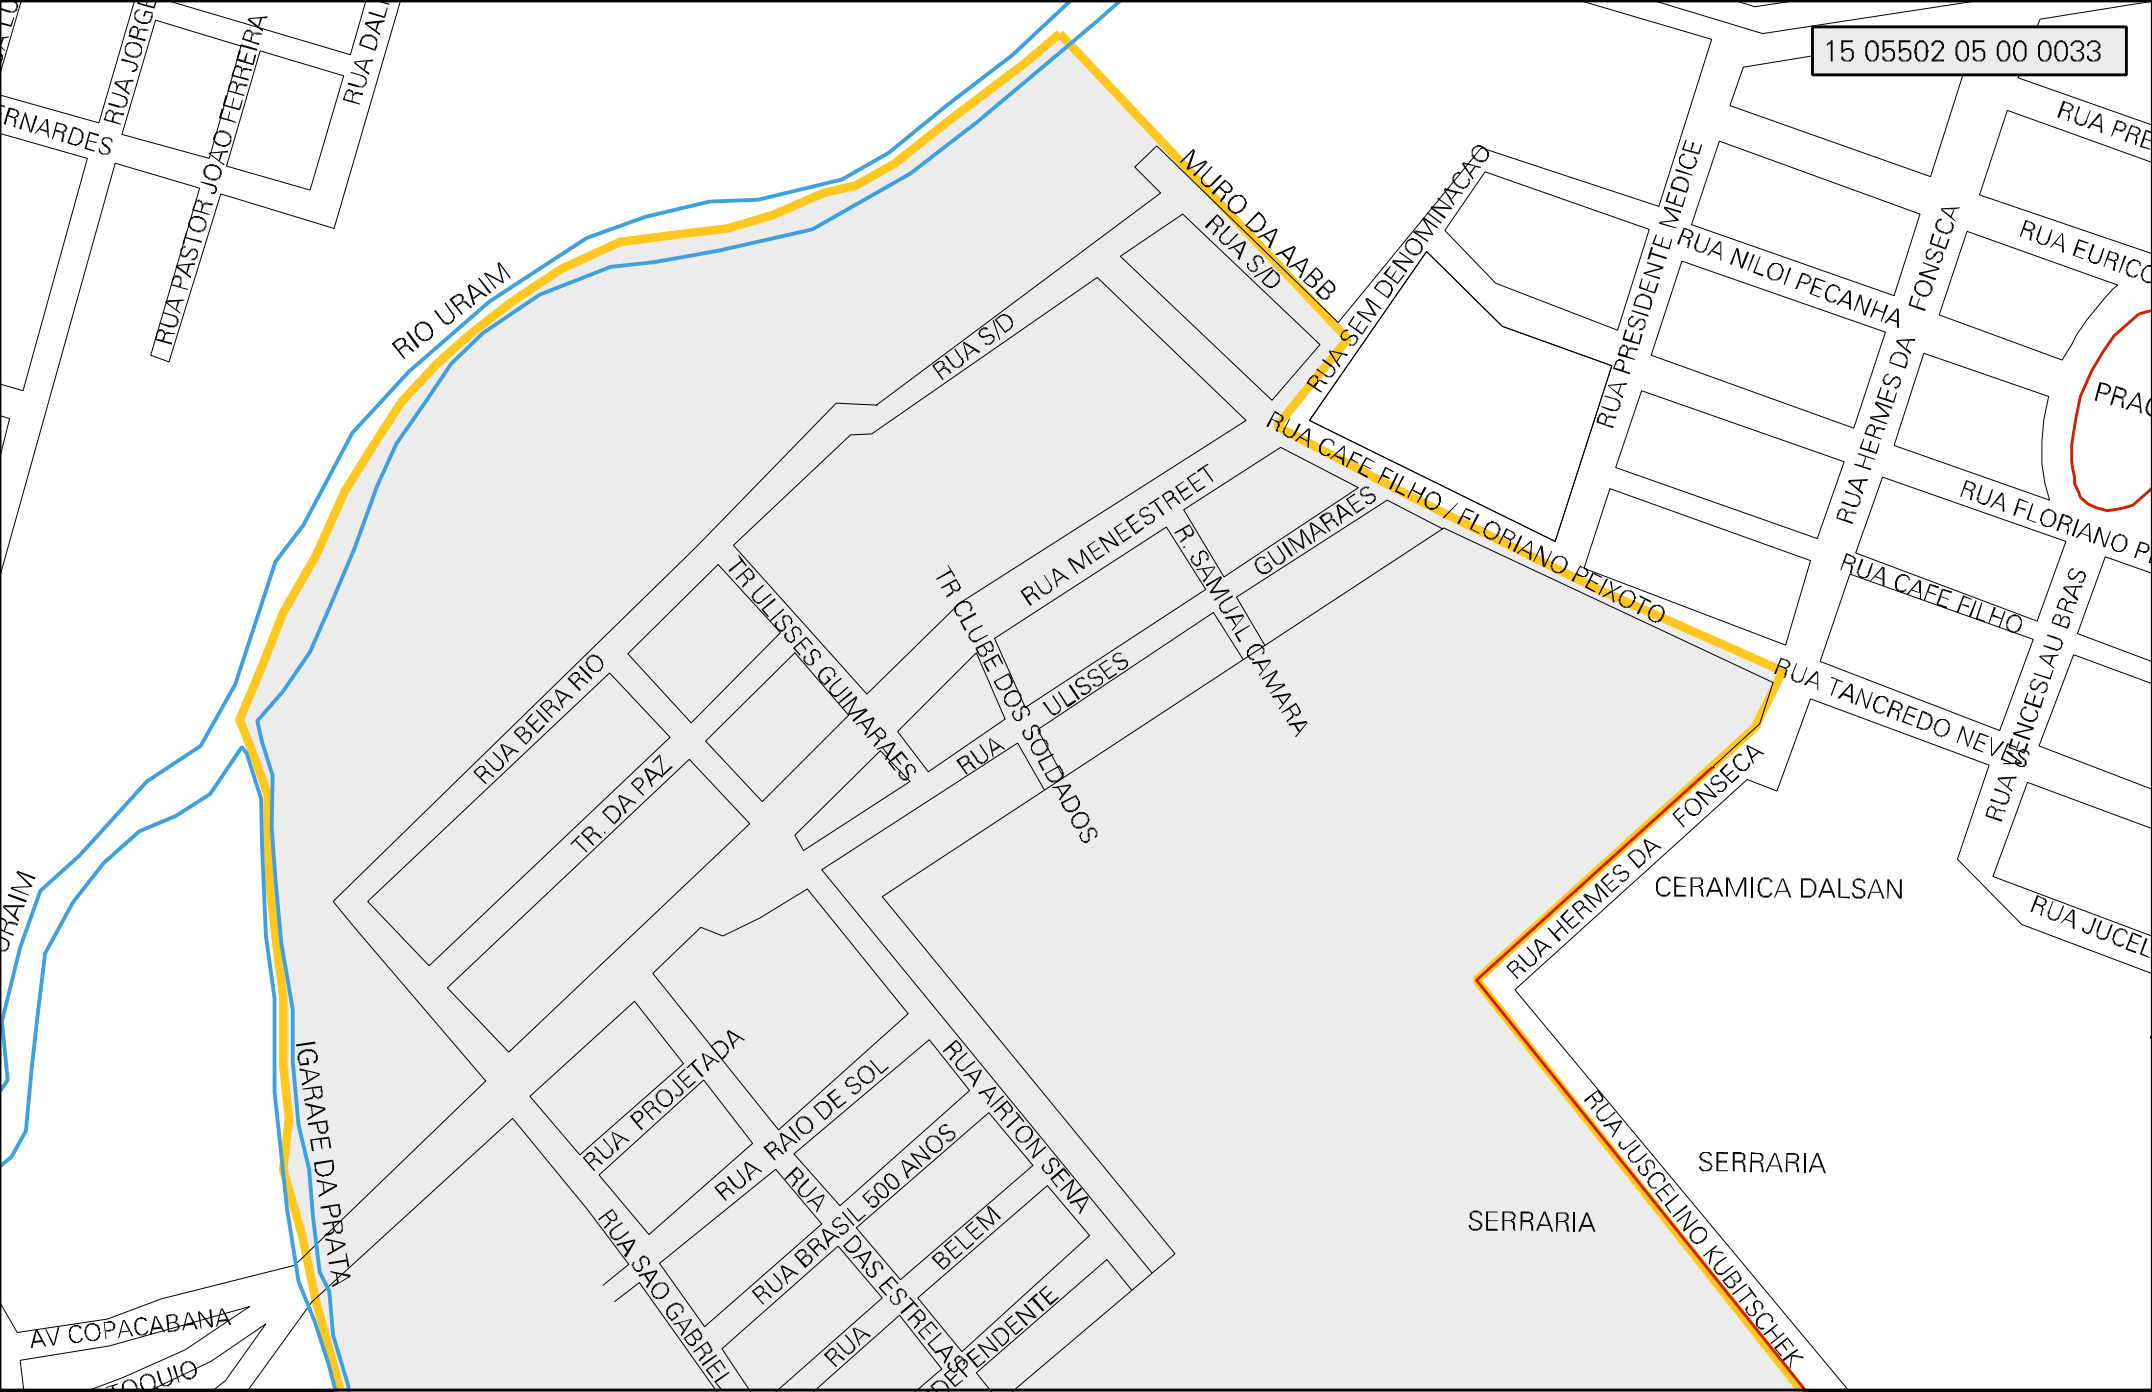 15 05502 05 00 0033
RUA JORGE
RUA DAL
RUA PASTOR JOAO FERREIRA
RUA PRE
MURO DA AABB
RUA SEM DENOMINACAO
RUA PRESIDENTE MEDICE
RUA NILO I PECANHA
RUA HERMES DA FONSECA
RUA EURICO
RIO URAIM
RUA S/D
RUA S/D
PRAC
RUA CAFE FILHO / FLORIANO PEIXOTO
RUA FLORIANO P
RUA MENEESTREET
R. SAMUAL CAMARA
TR ULISSES GUIMARAES
TR CLUBE DOS SOLDADOS
RUA ULISSES GUIMARAES
RUA CAFE FILHO
RUA VENCESLAU BRAS
RUA TANCREDO NEVES
RUA BEIRA RIO
TR. DA PAZ
RUA HERMES DA FONSECA
CERAMICA DALSAN
RUA JUCEL
URAIM
IGARAPE DA PRATA
RUA PROJETADA
RUA RAIO DE SOL
RUA AIRTON SENA
RUA JUSCELINO KUBITSCHEK
SERRARIA
SERRARIA
RUA BRASIL 500 ANOS
RUA DAS ESTRELAS
RUA BELEM
RUA SAO GABRIEL
DEPENDENTE
AV COPACABANA
TOQUIO